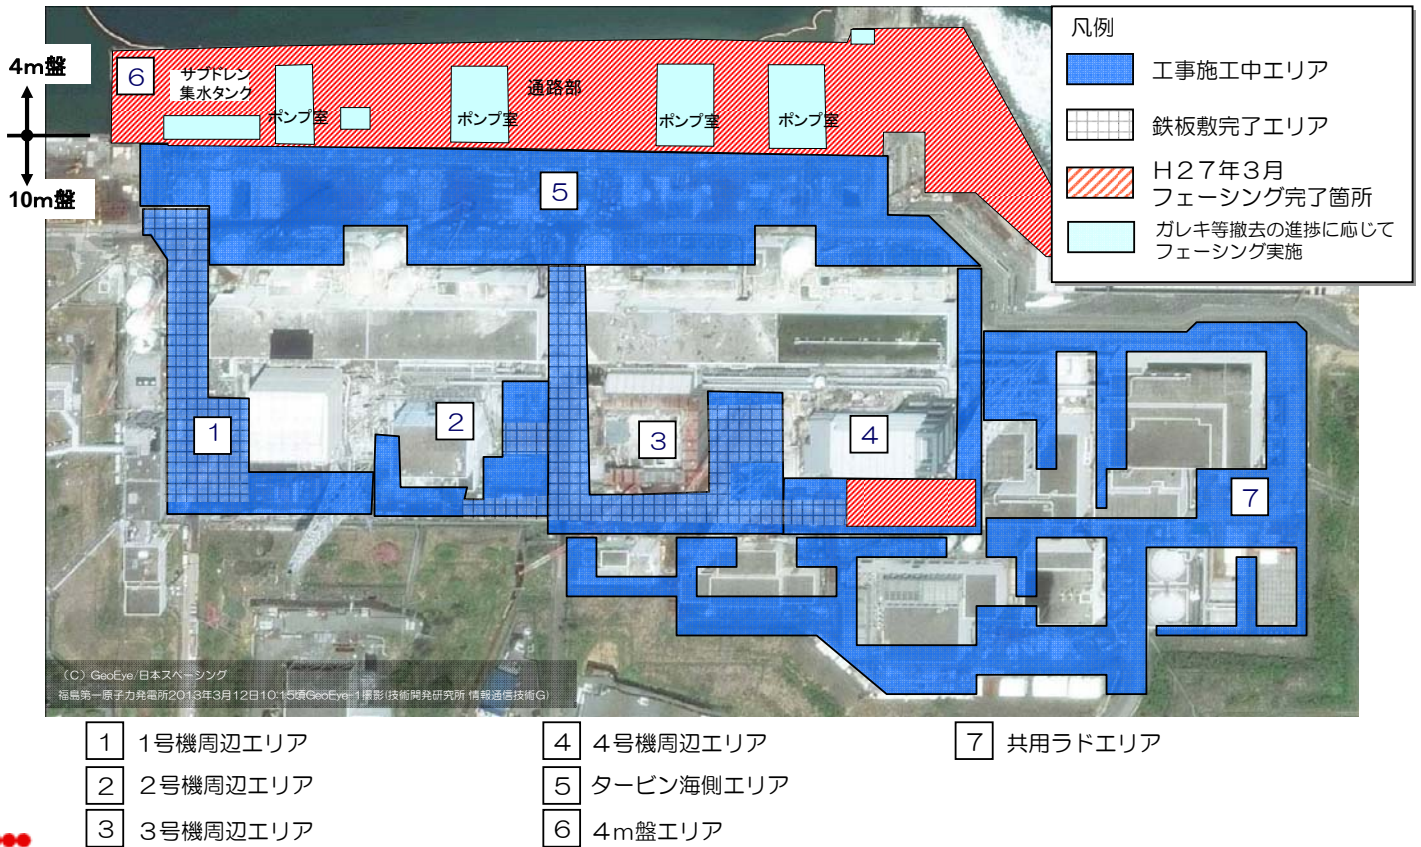 凡例
工事施工中エリア
鉄板敷完了エリア
H27年3月
フェーシング完了箇所
ガレキ等撤去の進捗に応じて
フェーシング実施
4m盤
10m盤
6
サブドレン
集水タンク
ポンプ室
ポンプ室
通路部
ポンプ室
ポンプ室
5
1
2
3
4
7
(C) GeoEye/日本スペーシング
福島第一原子力発電所2013年3月12日10:15頃GeoEye-1撮影(技術開発研究所 情報通信技術G)
1 1号機周辺エリア
2 2号機周辺エリア
3 3号機周辺エリア
4 4号機周辺エリア
5 タービン海側エリア
6 4m盤エリア
7 共用ラドエリア